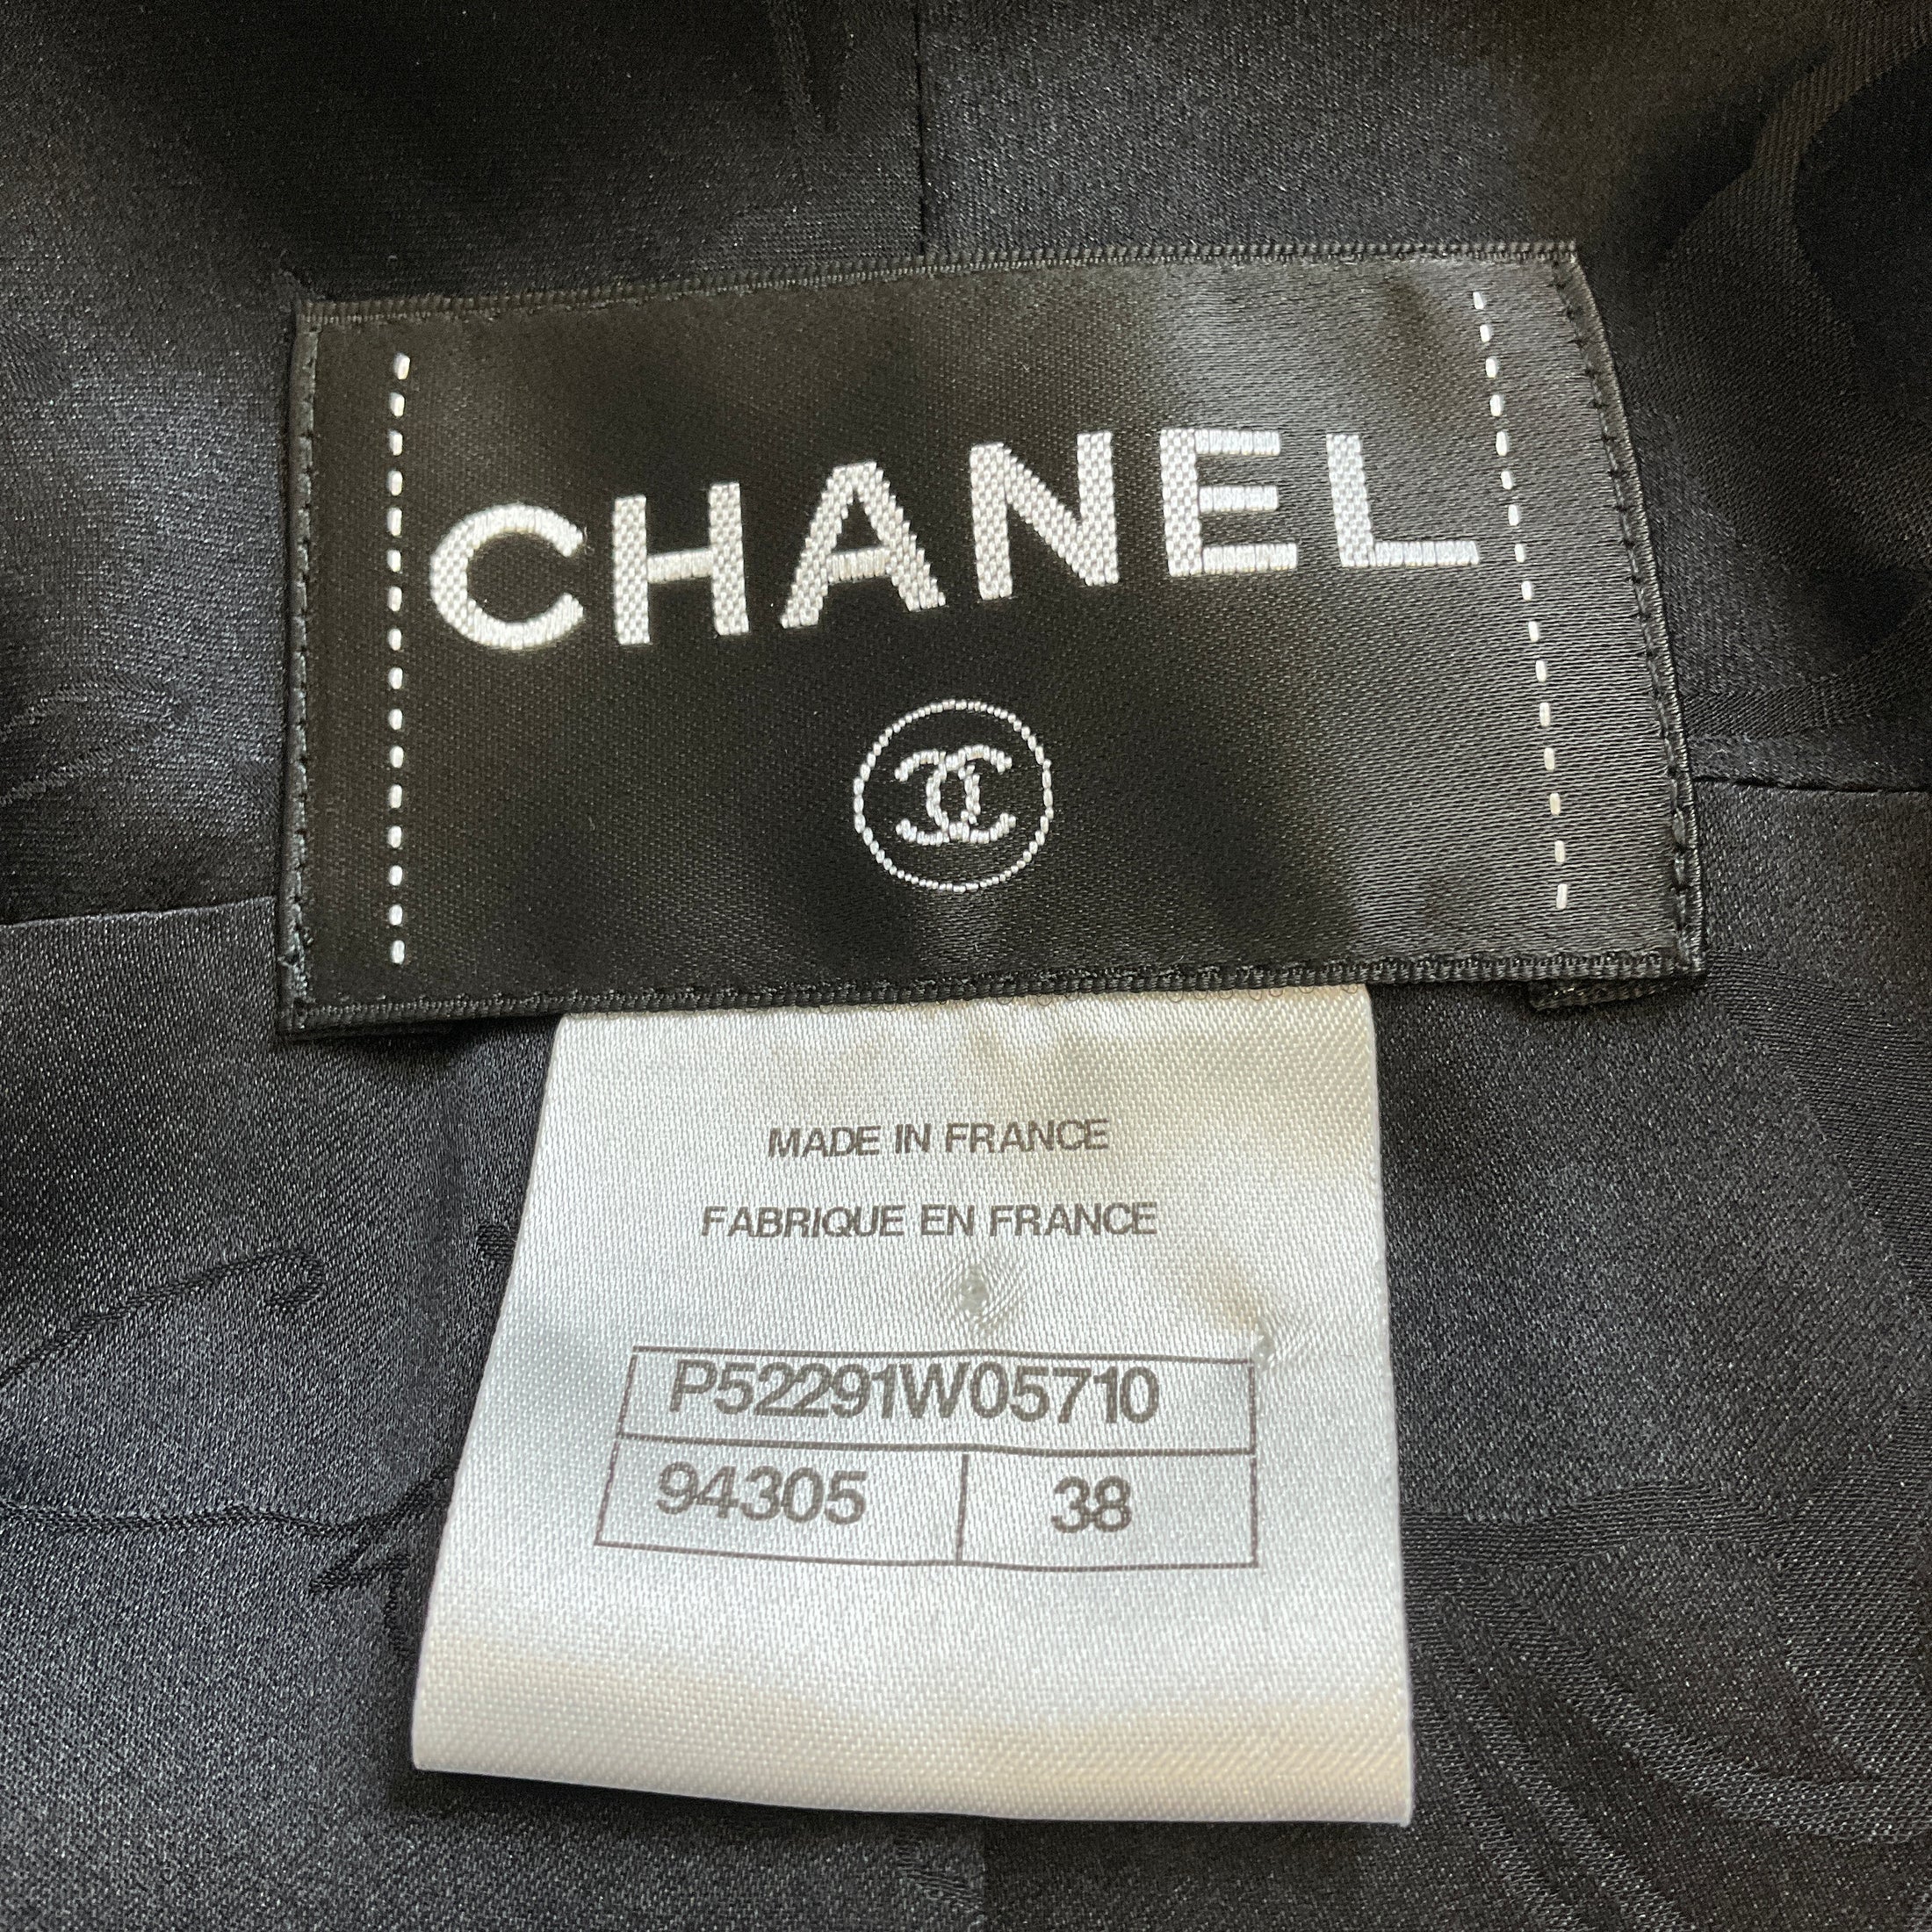 CHANEL
MADE IN FRANCE
FABRIQUE EN FRANCE
P52291W05710
94305 38